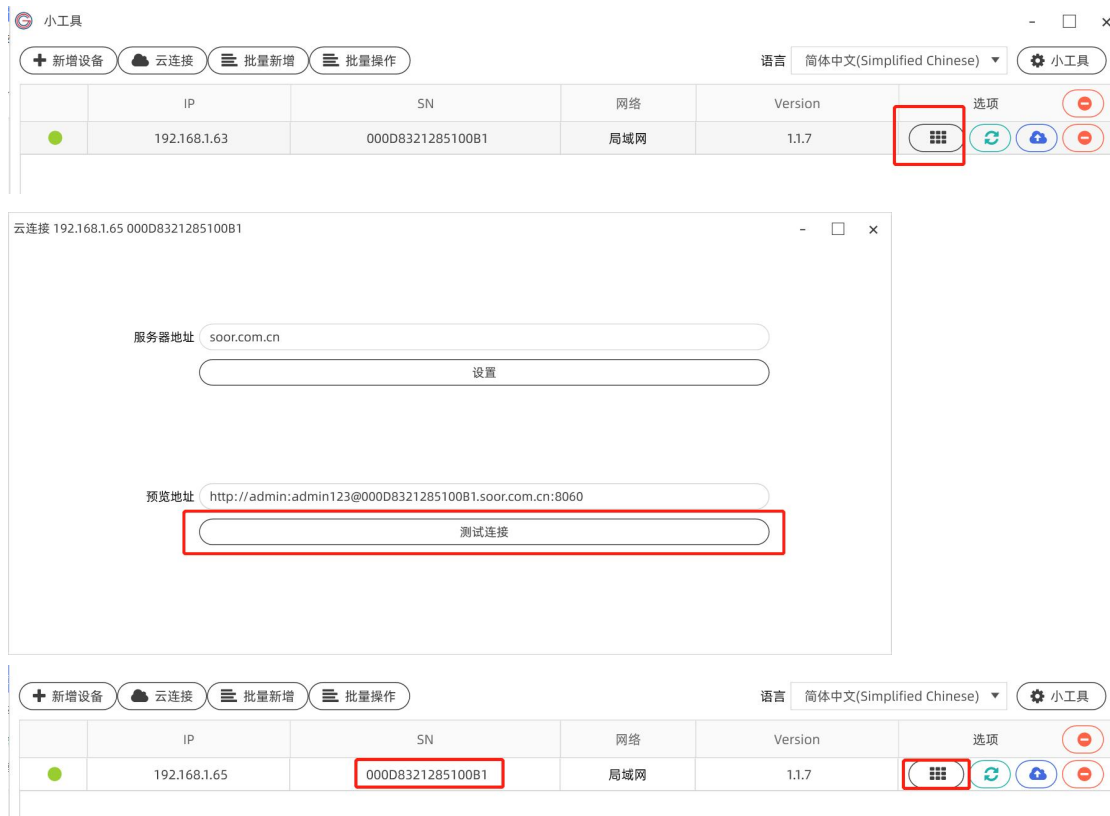 小工具
新增设备 云连接 批量新增 批量操作 语言 简体中文(Simplified Chinese) 小工具
IP SN 网络 Version 选项
192.168.1.63 000D8321285100B1 局域网 1.1.7
云连接 192.168.1.65 000D8321285100B1
服务器地址 soor.com.cn
设置
预览地址 http://admin:admin123@000D8321285100B1.soor.com.cn:8060
测试连接
新增设备 云连接 批量新增 批量操作 语言 简体中文(Simplified Chinese) 小工具
IP SN 网络 Version 选项
192.168.1.65 000D8321285100B1 局域网 1.1.7